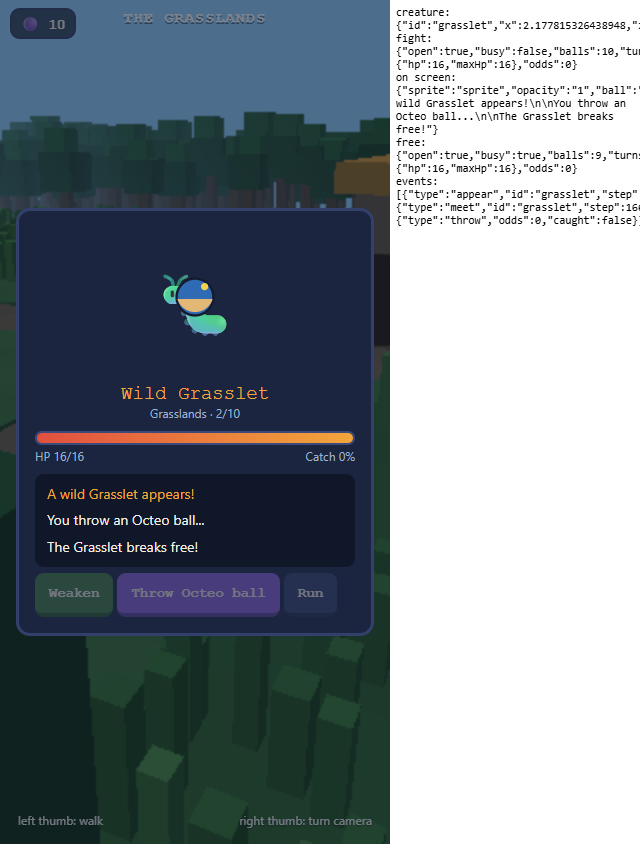 10
THE GRASSLANDS
Wild Grasslet
Grasslands · 2/10
HP 16/16
Catch 0%
A wild Grasslet appears!
You throw an Octeo ball...
The Grasslet breaks free!
Weaken
Throw Octeo ball
Run
left thumb: walk
right thumb: turn camera
creature:
{"id":"grasslet","x":2.177815326438948,"z
fight:
{"open":true,"busy":false,"balls":10,"tur
{"hp":16,"maxHp":16},"odds":0}
on screen:
{"sprite":"sprite","opacity":"1","ball":"
wild Grasslet appears!\n\nYou throw an
Octeo ball...\n\nThe Grasslet breaks
free!"}
free:
{"open":true,"busy":true,"balls":9,"turns
{"hp":16,"maxHp":16},"odds":0}
events:
[{"type":"appear","id":"grasslet","step"
{"type":"meet","id":"grasslet","step":166
{"type":"throw","odds":0,"caught":false}]